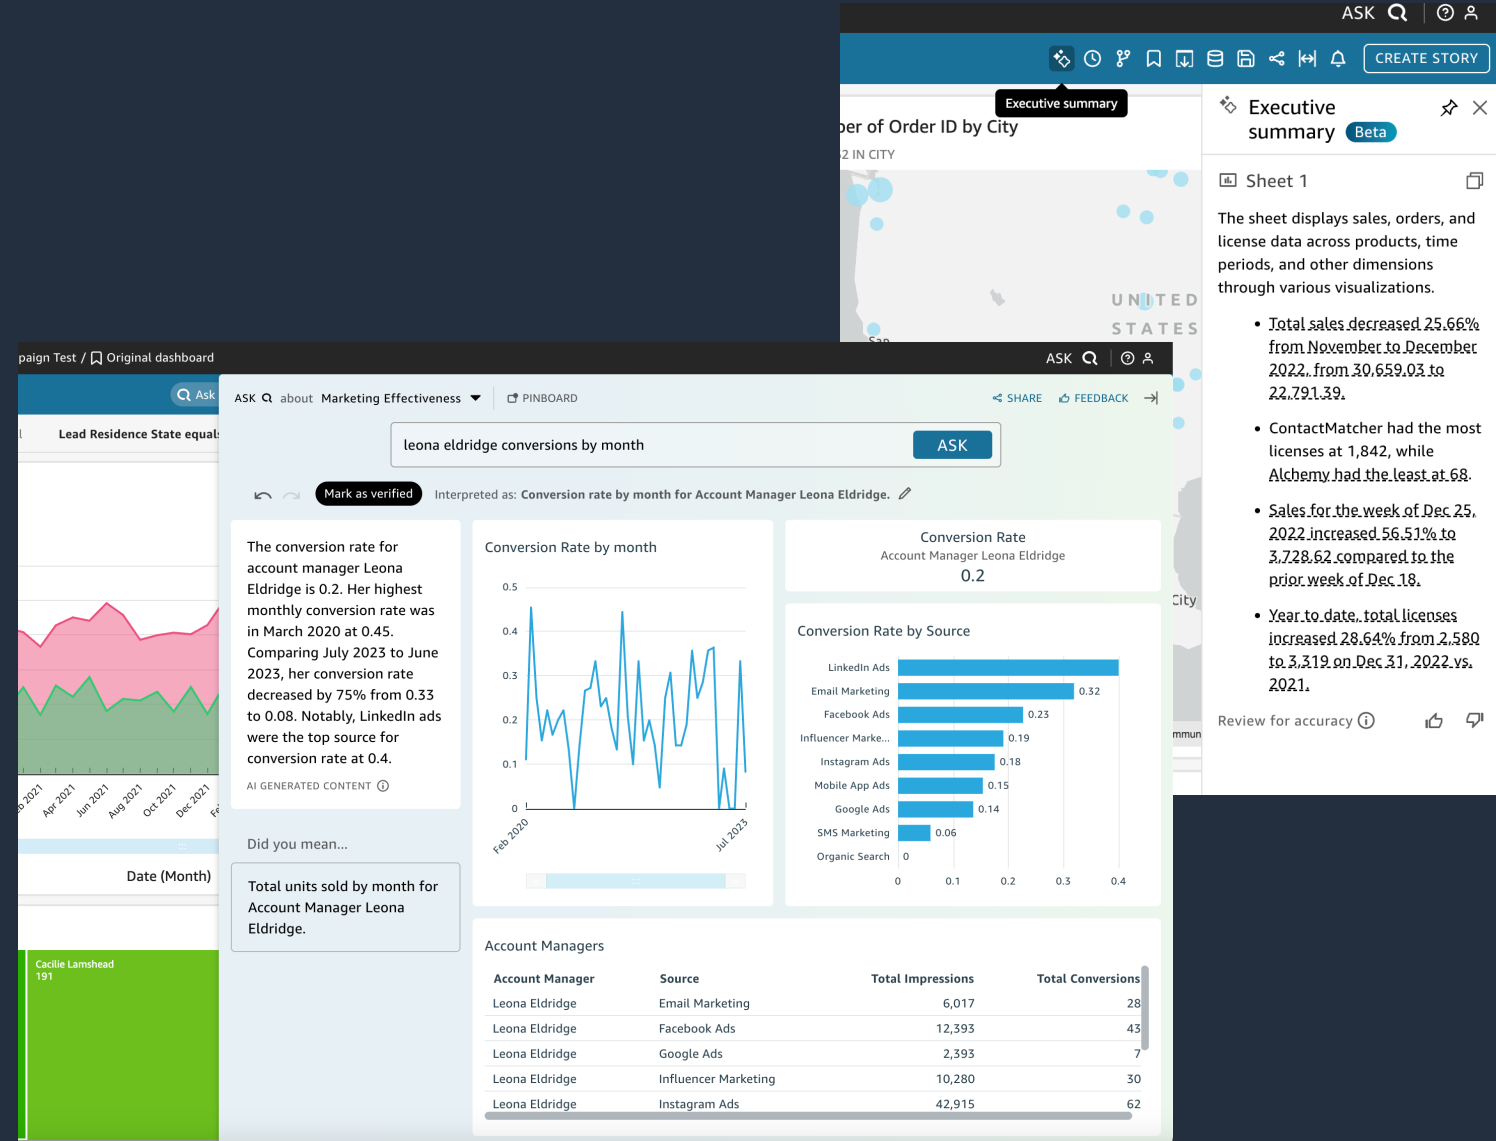 ASK
CREATE STORY
Executive summary
ber of Order ID by City
52 IN CITY
UNITED
STATES
San
City
mmun
Executive
summary Beta
Sheet 1
The sheet displays sales, orders, and
license data across products, time
periods, and other dimensions
through various visualizations.
• Total sales decreased 25.66%
from November to December
2022, from 30,659.03 to
22,791.39.
• ContactMatcher had the most
licenses at 1,842, while
Alchemy had the least at 68.
• Sales for the week of Dec 25,
2022 increased 56.51% to
3,728.62 compared to the
prior week of Dec 18.
• Year to date, total licenses
increased 28.64% from 2,580
to 3,319 on Dec 31, 2022 vs.
2021.
Review for accuracy
paign Test / Original dashboard
ASK
Ask
Lead Residence State equals
Apr 2021
Jun 2021
Aug 2021
Oct 2021
Dec 2021
Date (Month)
Cacilie Lamshead
191
ASK about Marketing Effectiveness
PINBOARD
SHARE
FEEDBACK
leona eldridge conversions by month
ASK
Mark as verified
Interpreted as: Conversion rate by month for Account Manager Leona Eldridge.
The conversion rate for
account manager Leona
Eldridge is 0.2. Her highest
monthly conversion rate was
in March 2020 at 0.45.
Comparing July 2023 to June
2023, her conversion rate
decreased by 75% from 0.33
to 0.08. Notably, LinkedIn ads
were the top source for
conversion rate at 0.4.
AI GENERATED CONTENT
Did you mean...
Total units sold by month for
Account Manager Leona
Eldridge.
Conversion Rate by month
0.5
0.4
0.3
0.2
0.1
0
Feb 2020
Jul 2023
Conversion Rate
Account Manager Leona Eldridge
0.2
Conversion Rate by Source
LinkedIn Ads
Email Marketing 0.32
Facebook Ads 0.23
Influencer Marke... 0.19
Instagram Ads 0.18
Mobile App Ads 0.15
Google Ads 0.14
SMS Marketing 0.06
Organic Search 0
0 0.1 0.2 0.3 0.4
Account Managers
Account Manager Source Total Impressions Total Conversions
Leona Eldridge Email Marketing 6,017 28
Leona Eldridge Facebook Ads 12,393 43
Leona Eldridge Google Ads 2,393 7
Leona Eldridge Influencer Marketing 10,280 30
Leona Eldridge Instagram Ads 42,915 62